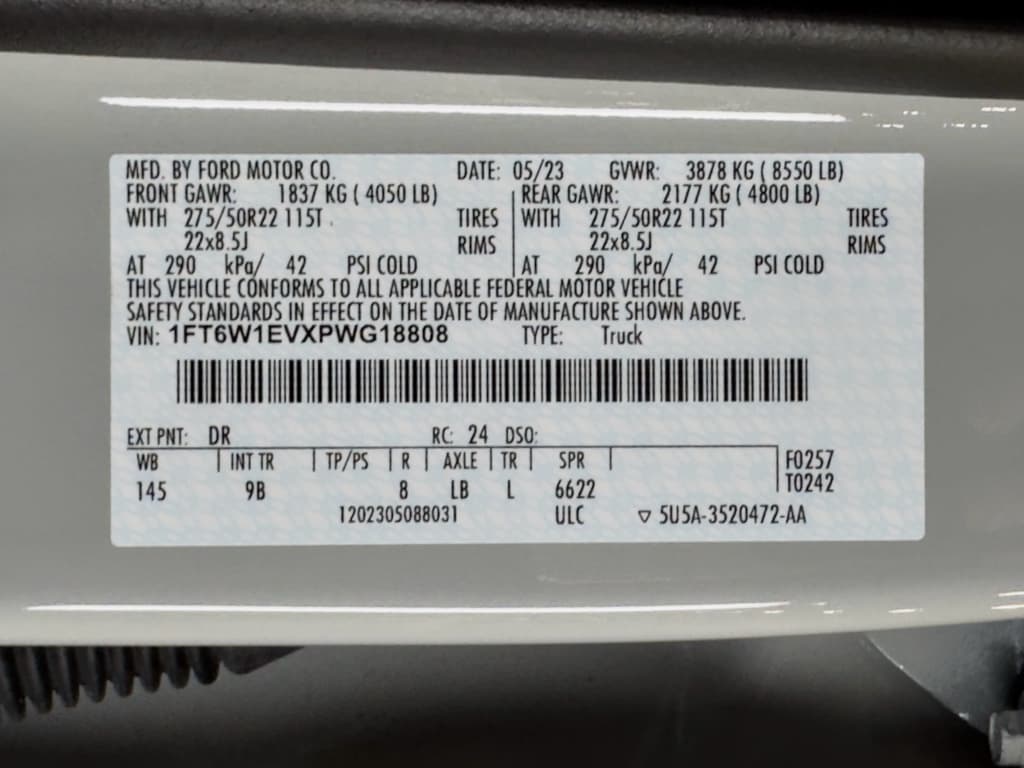 MFD. BY FORD MOTOR CO. DATE: 05/23 GVWR: 3878 KG ( 8550 LB)
FRONT GAWR: 1837 KG ( 4050 LB) REAR GAWR: 2177 KG ( 4800 LB)
WITH 275/50R22 115T TIRES WITH 275/50R22 115T TIRES
22x8.5J RIMS 22x8.5J RIMS
AT 290 kPa/ 42 PSI COLD AT 290 kPa/ 42 PSI COLD
THIS VEHICLE CONFORMS TO ALL APPLICABLE FEDERAL MOTOR VEHICLE
SAFETY STANDARDS IN EFFECT ON THE DATE OF MANUFACTURE SHOWN ABOVE.
VIN: 1FT6W1EVXPWG18808 TYPE: Truck
EXT PNT: DR RC: 24 DSO:
WB INT TR TP/PS R AXLE TR SPR F0257
145 9B 8 LB L 6622 T0242
1202305088031 ULC ▽ 5U5A-3520472-AA